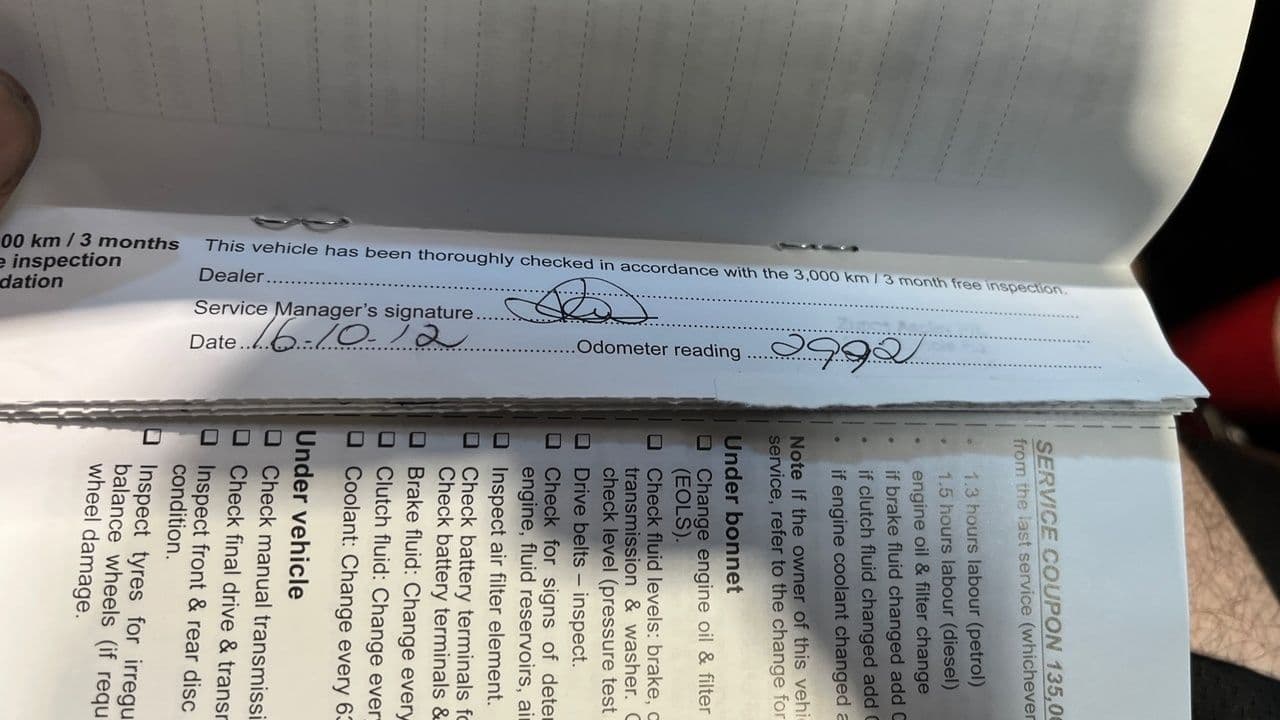 00 km / 3 months
inspection
dation
This vehicle has been thoroughly checked in accordance with the 3,000 km / 3 month free inspection.
Dealer
Service Manager's signature
Date 16-10-12 Odometer reading 2992
SERVICE COUPON 135,0
from the last service (whichever
• 1.3 hours labour (petrol)
• 1.5 hours labour (diesel)
• engine oil & filter change
• if brake fluid changed add
• if clutch fluid changed add
• if engine coolant changed
Note If the owner of this vehi
service, refer to the change for
Under bonnet
☐ Change engine oil & filter
(EOLS).
☐ Check fluid levels: brake,
transmission & washer.
check level (pressure test
☐ Drive belts – inspect.
☐ Check for signs of deter
engine, fluid reservoirs, ai
☐ Inspect air filter element.
☐ Check battery terminals fo
Check battery terminals &
☐ Brake fluid: Change every
☐ Clutch fluid: Change ever
☐ Coolant: Change every 6
Under vehicle
☐ Check manual transmissi
☐ Check final drive & transm
☐ Inspect front & rear disc
condition.
☐ Inspect tyres for irregu
balance wheels (if requ
wheel damage.